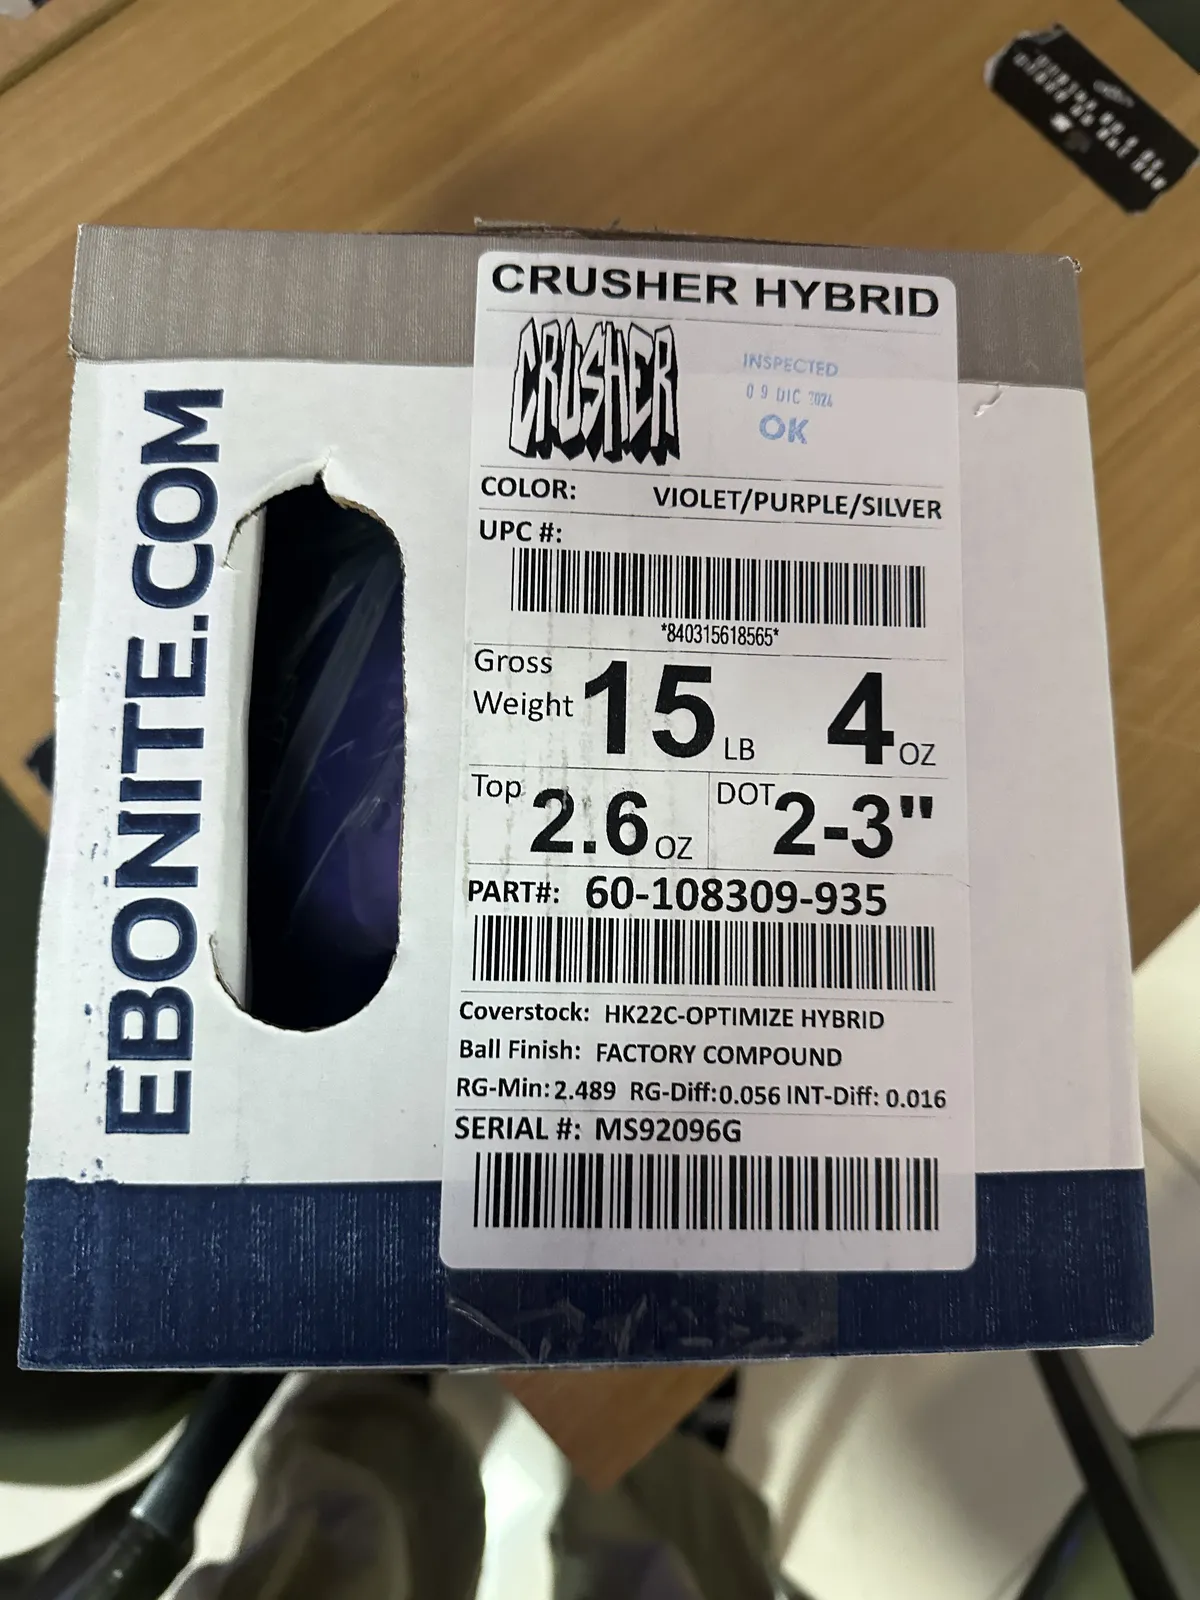 CRUSHER HYBRID
CRUSHER
INSPECTED
09 DIC 2024
OK
COLOR: VIOLET/PURPLE/SILVER
UPC #:
*840315618565*
Gross Weight 15 LB 4 OZ
Top 2.6 OZ DOT 2-3"
PART#: 60-108309-935
Coverstock: HK22C-OPTIMIZE HYBRID
Ball Finish: FACTORY COMPOUND
RG-Min: 2.489 RG-Diff: 0.056 INT-Diff: 0.016
SERIAL #: MS92096G
EBONITE.COM